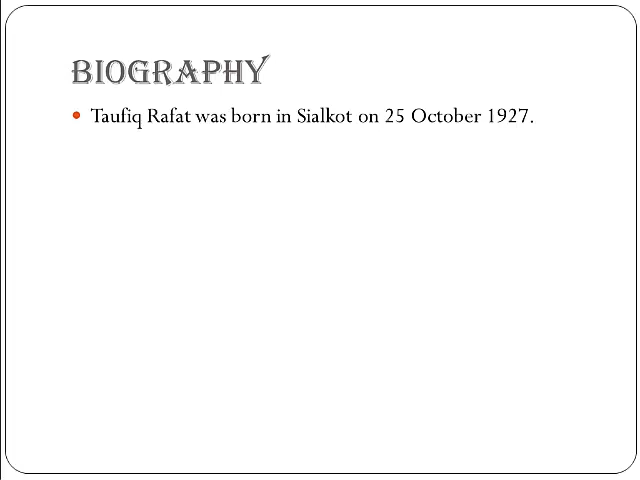 BIOGRAPHY
• Taufiq Rafat was born in Sialkot on 25 October 1927.